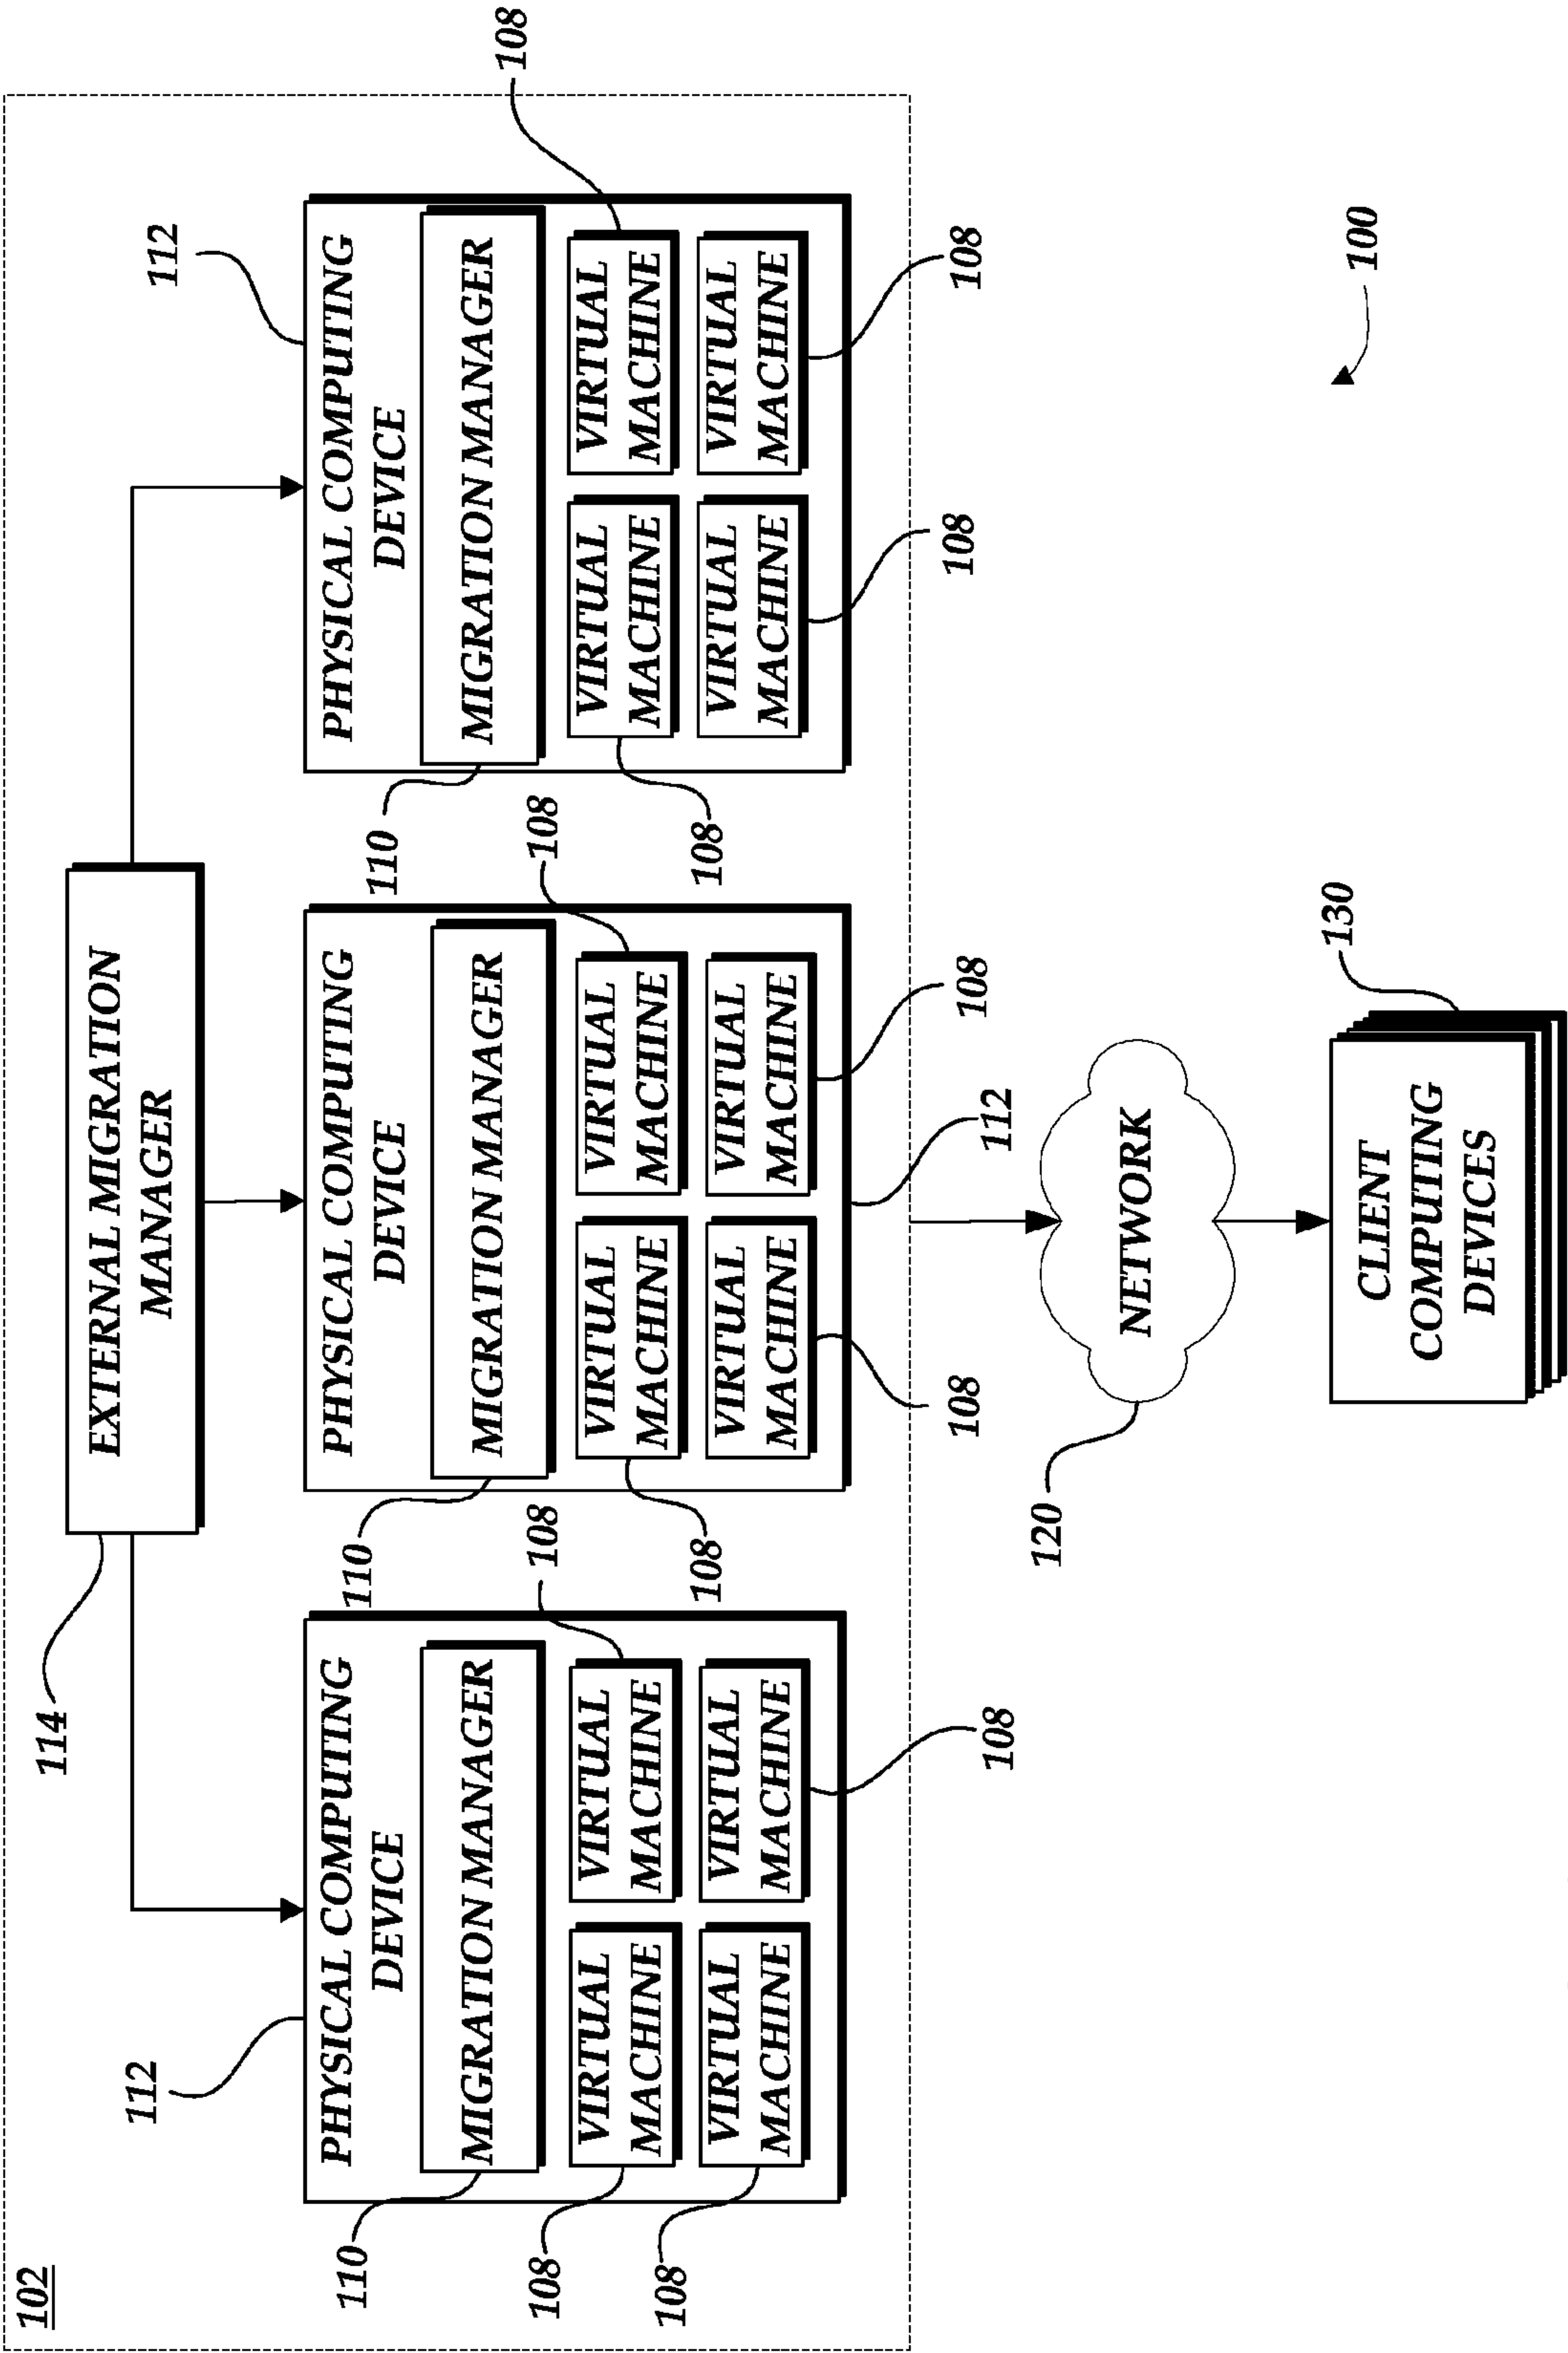 102
114
EXTERNAL MIGRATION
MANAGER
112
PHYSICAL COMPUTING
DEVICE
110
MIGRATION MANAGER
108
VIRTUAL
MACHINE
108
VIRTUAL
MACHINE
108
VIRTUAL
MACHINE
108
VIRTUAL
MACHINE
PHYSICAL COMPUTING
DEVICE
110
MIGRATION MANAGER
108
VIRTUAL
MACHINE
108
VIRTUAL
MACHINE
108
VIRTUAL
MACHINE
108
VIRTUAL
MACHINE
112
112
PHYSICAL COMPUTING
DEVICE
110
MIGRATION MANAGER
108
VIRTUAL
MACHINE
108
VIRTUAL
MACHINE
108
VIRTUAL
MACHINE
108
VIRTUAL
MACHINE
120
NETWORK
130
CLIENT
COMPUTING
DEVICES
100